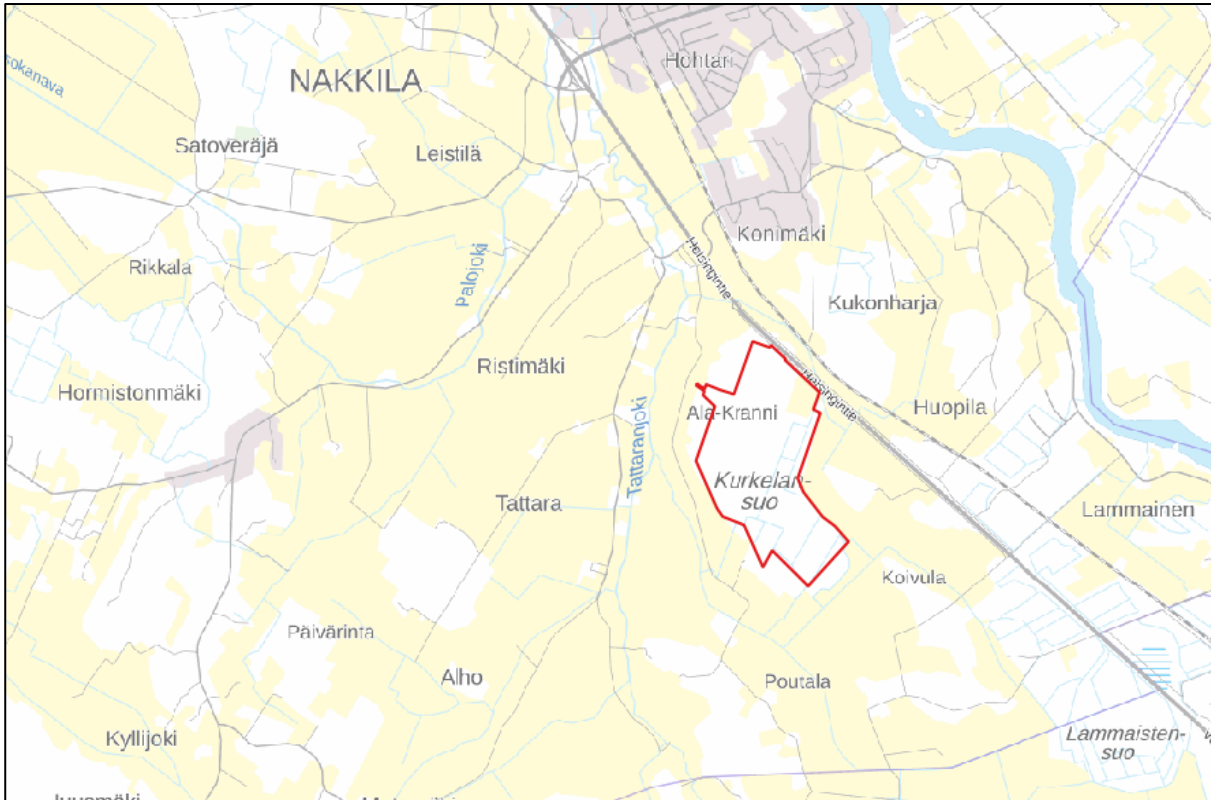 Hohtari
NAKKILA
Satoveräjä
Leistilä
Konimäki
Helsingintie
Rikkala
Palojoki
Kukonharja
Ristimäki
Hormistonmäki
Helsingintie
Ala-Kranni
Huopila
Tattaranjoki
Kurkelan-
suo
Tattara
Lammainen
Koivula
Päivärinta
Alho
Poutala
Kyllijoki
Lammaisten-
suo